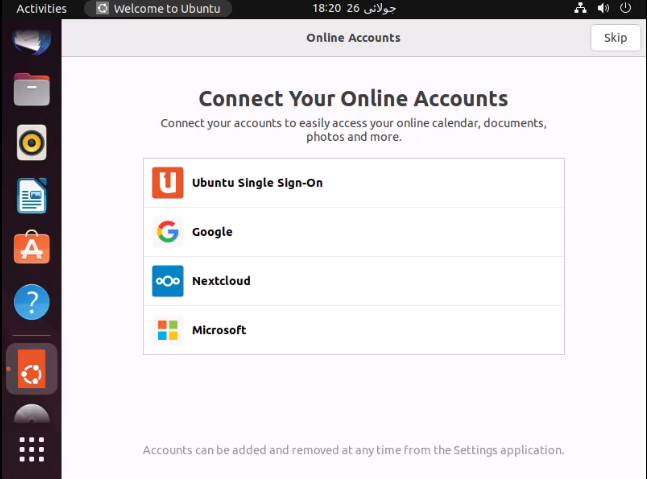 Activities
Welcome to Ubuntu
18:20 26 جولائی
Online Accounts
Skip
Connect Your Online Accounts
Connect your accounts to easily access your online calendar, documents,
photos and more.
Ubuntu Single Sign-On
Google
Nextcloud
Microsoft
Accounts can be added and removed at any time from the Settings application.